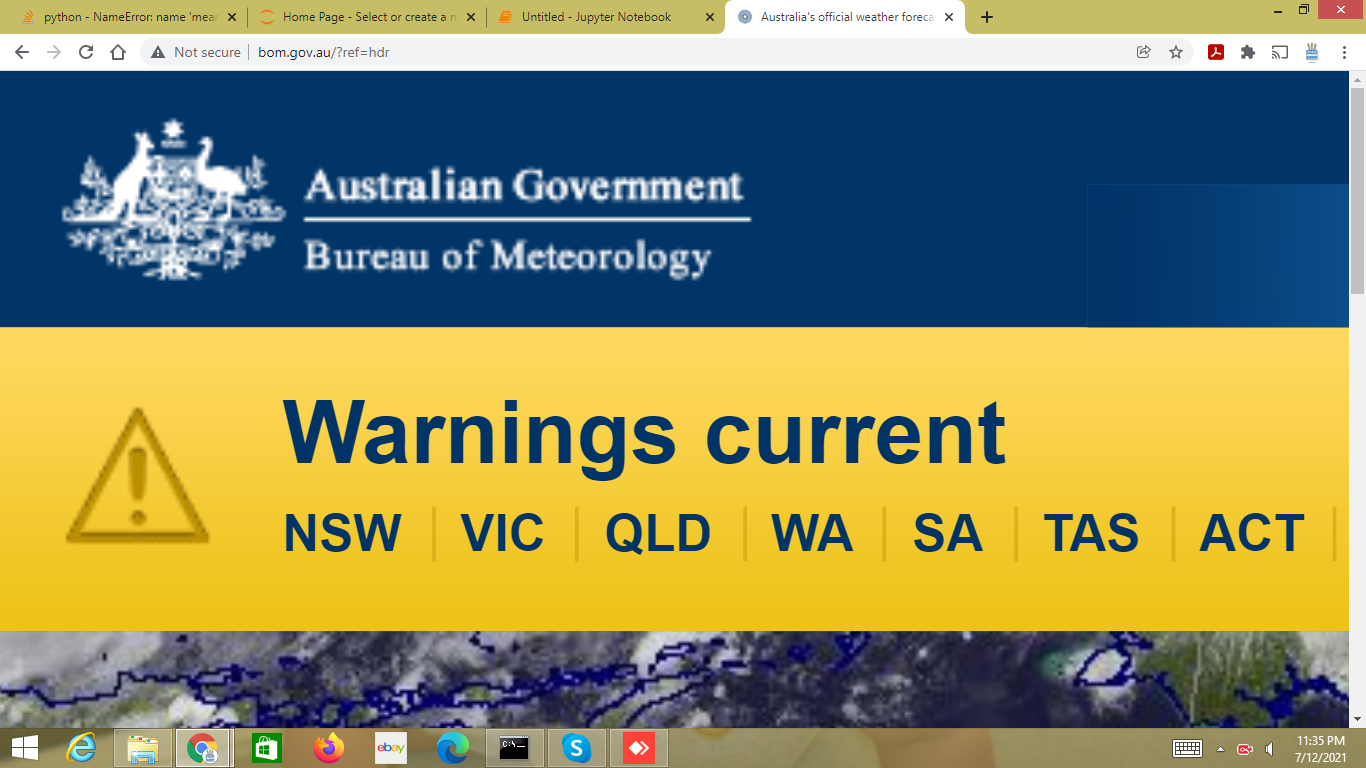 python - NameError: name 'mean
Home Page - Select or create a n
Untitled - Jupyter Notebook
Australia's official weather foreca
Not secure
bom.gov.au/?ref=hdr
Australian Government
Bureau of Meteorology
Warnings current
NSW VIC QLD WA SA TAS ACT
ebay
C:\
S
11:35 PM
7/12/2021